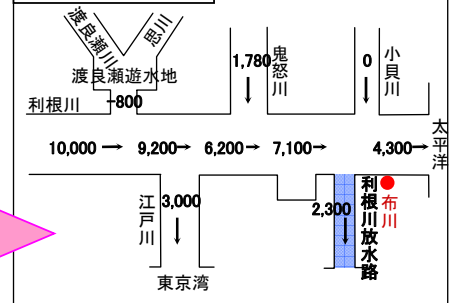 渡良瀬川
思川
渡良瀬遊水地
1,780
鬼怒川
0
小貝川
利根川
-800
太平洋
10,000
9,200
6,200
7,100
4,300
江戸川
3,000
2,300
利根川放水路
布川
東京湾